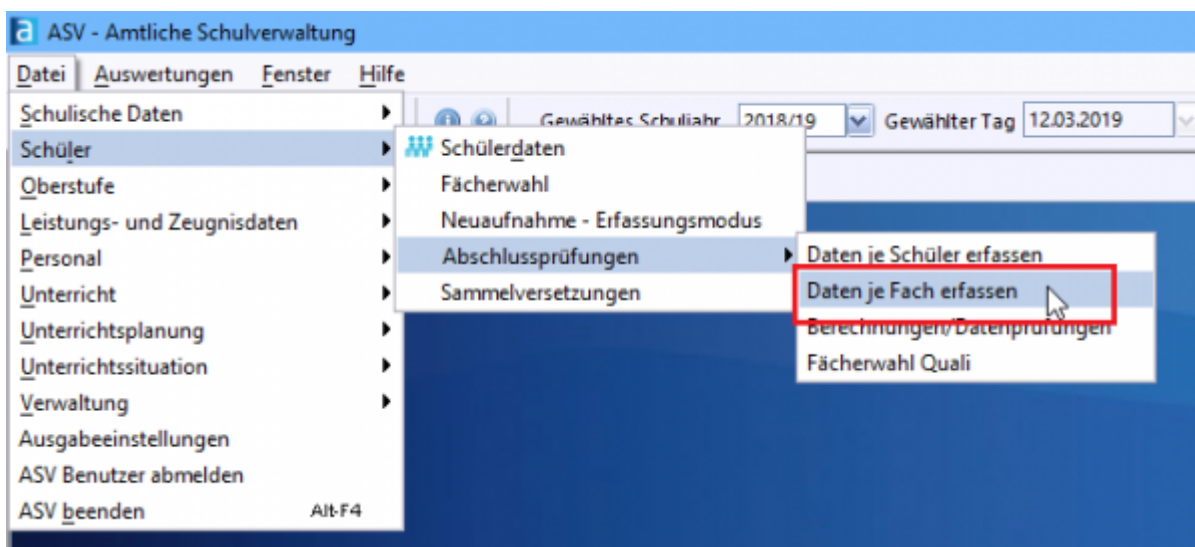 a ASV - Amtliche Schulverwaltung
Datei Auswertungen Fenster Hilfe
Gewähltes Schuljahr 2018/19 Gewählter Tag 12.03.2019
Schulische Daten
Schüler
Oberstufe
Leistungs- und Zeugnisdaten
Personal
Unterricht
Unterrichtsplanung
Unterrichtssituation
Verwaltung
Ausgabeeinstellungen
ASV Benutzer abmelden
ASV beenden Alt-F4
Schülerdaten
Fächerwahl
Neuaufnahme - Erfassungsmodus
Abschlussprüfungen
Sammelversetzungen
Daten je Schüler erfassen
Daten je Fach erfassen
Berechnungen/Datenprüfungen
Fächerwahl Quali